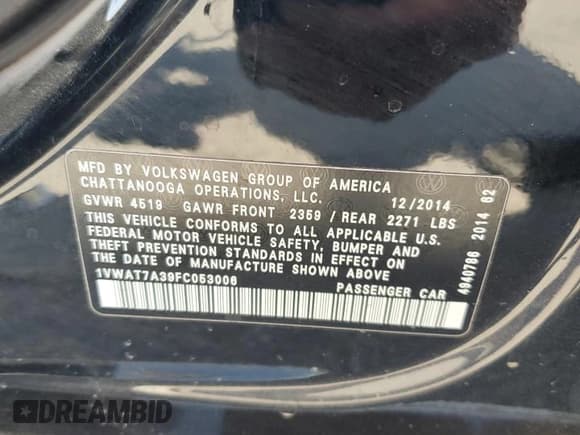 MFD BY VOLKSWAGEN GROUP OF AMERICA
CHATTANOOGA OPERATIONS, LLC. 12/2014
GVWR 4519 GAWR FRONT 2359 / REAR 2271 LBS
THIS VEHICLE CONFORMS TO ALL APPLICABLE U.S.
FEDERAL MOTOR VEHICLE SAFETY, BUMPER AND
THEFT PREVENTION STANDARDS IN EFFECT ON
THE DATE OF MANUFACTURE SHOWN ABOVE
1VWAT7A39FC053006 PASSENGER CAR
4940786 2014 62
DREAMBID